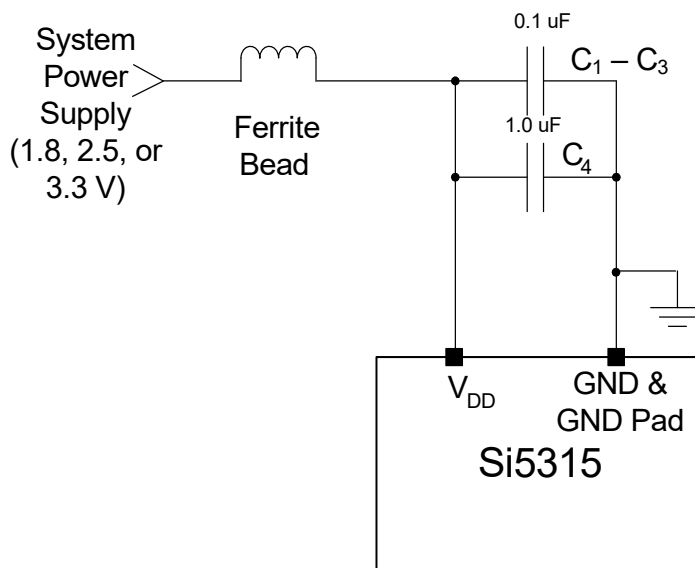 System
Power
Supply
(1.8, 2.5, or
3.3 V)
Ferrite
Bead
0.1 uF
C₁ – C₃
1.0 uF
C₄
V_DD
GND &
GND Pad
Si5315